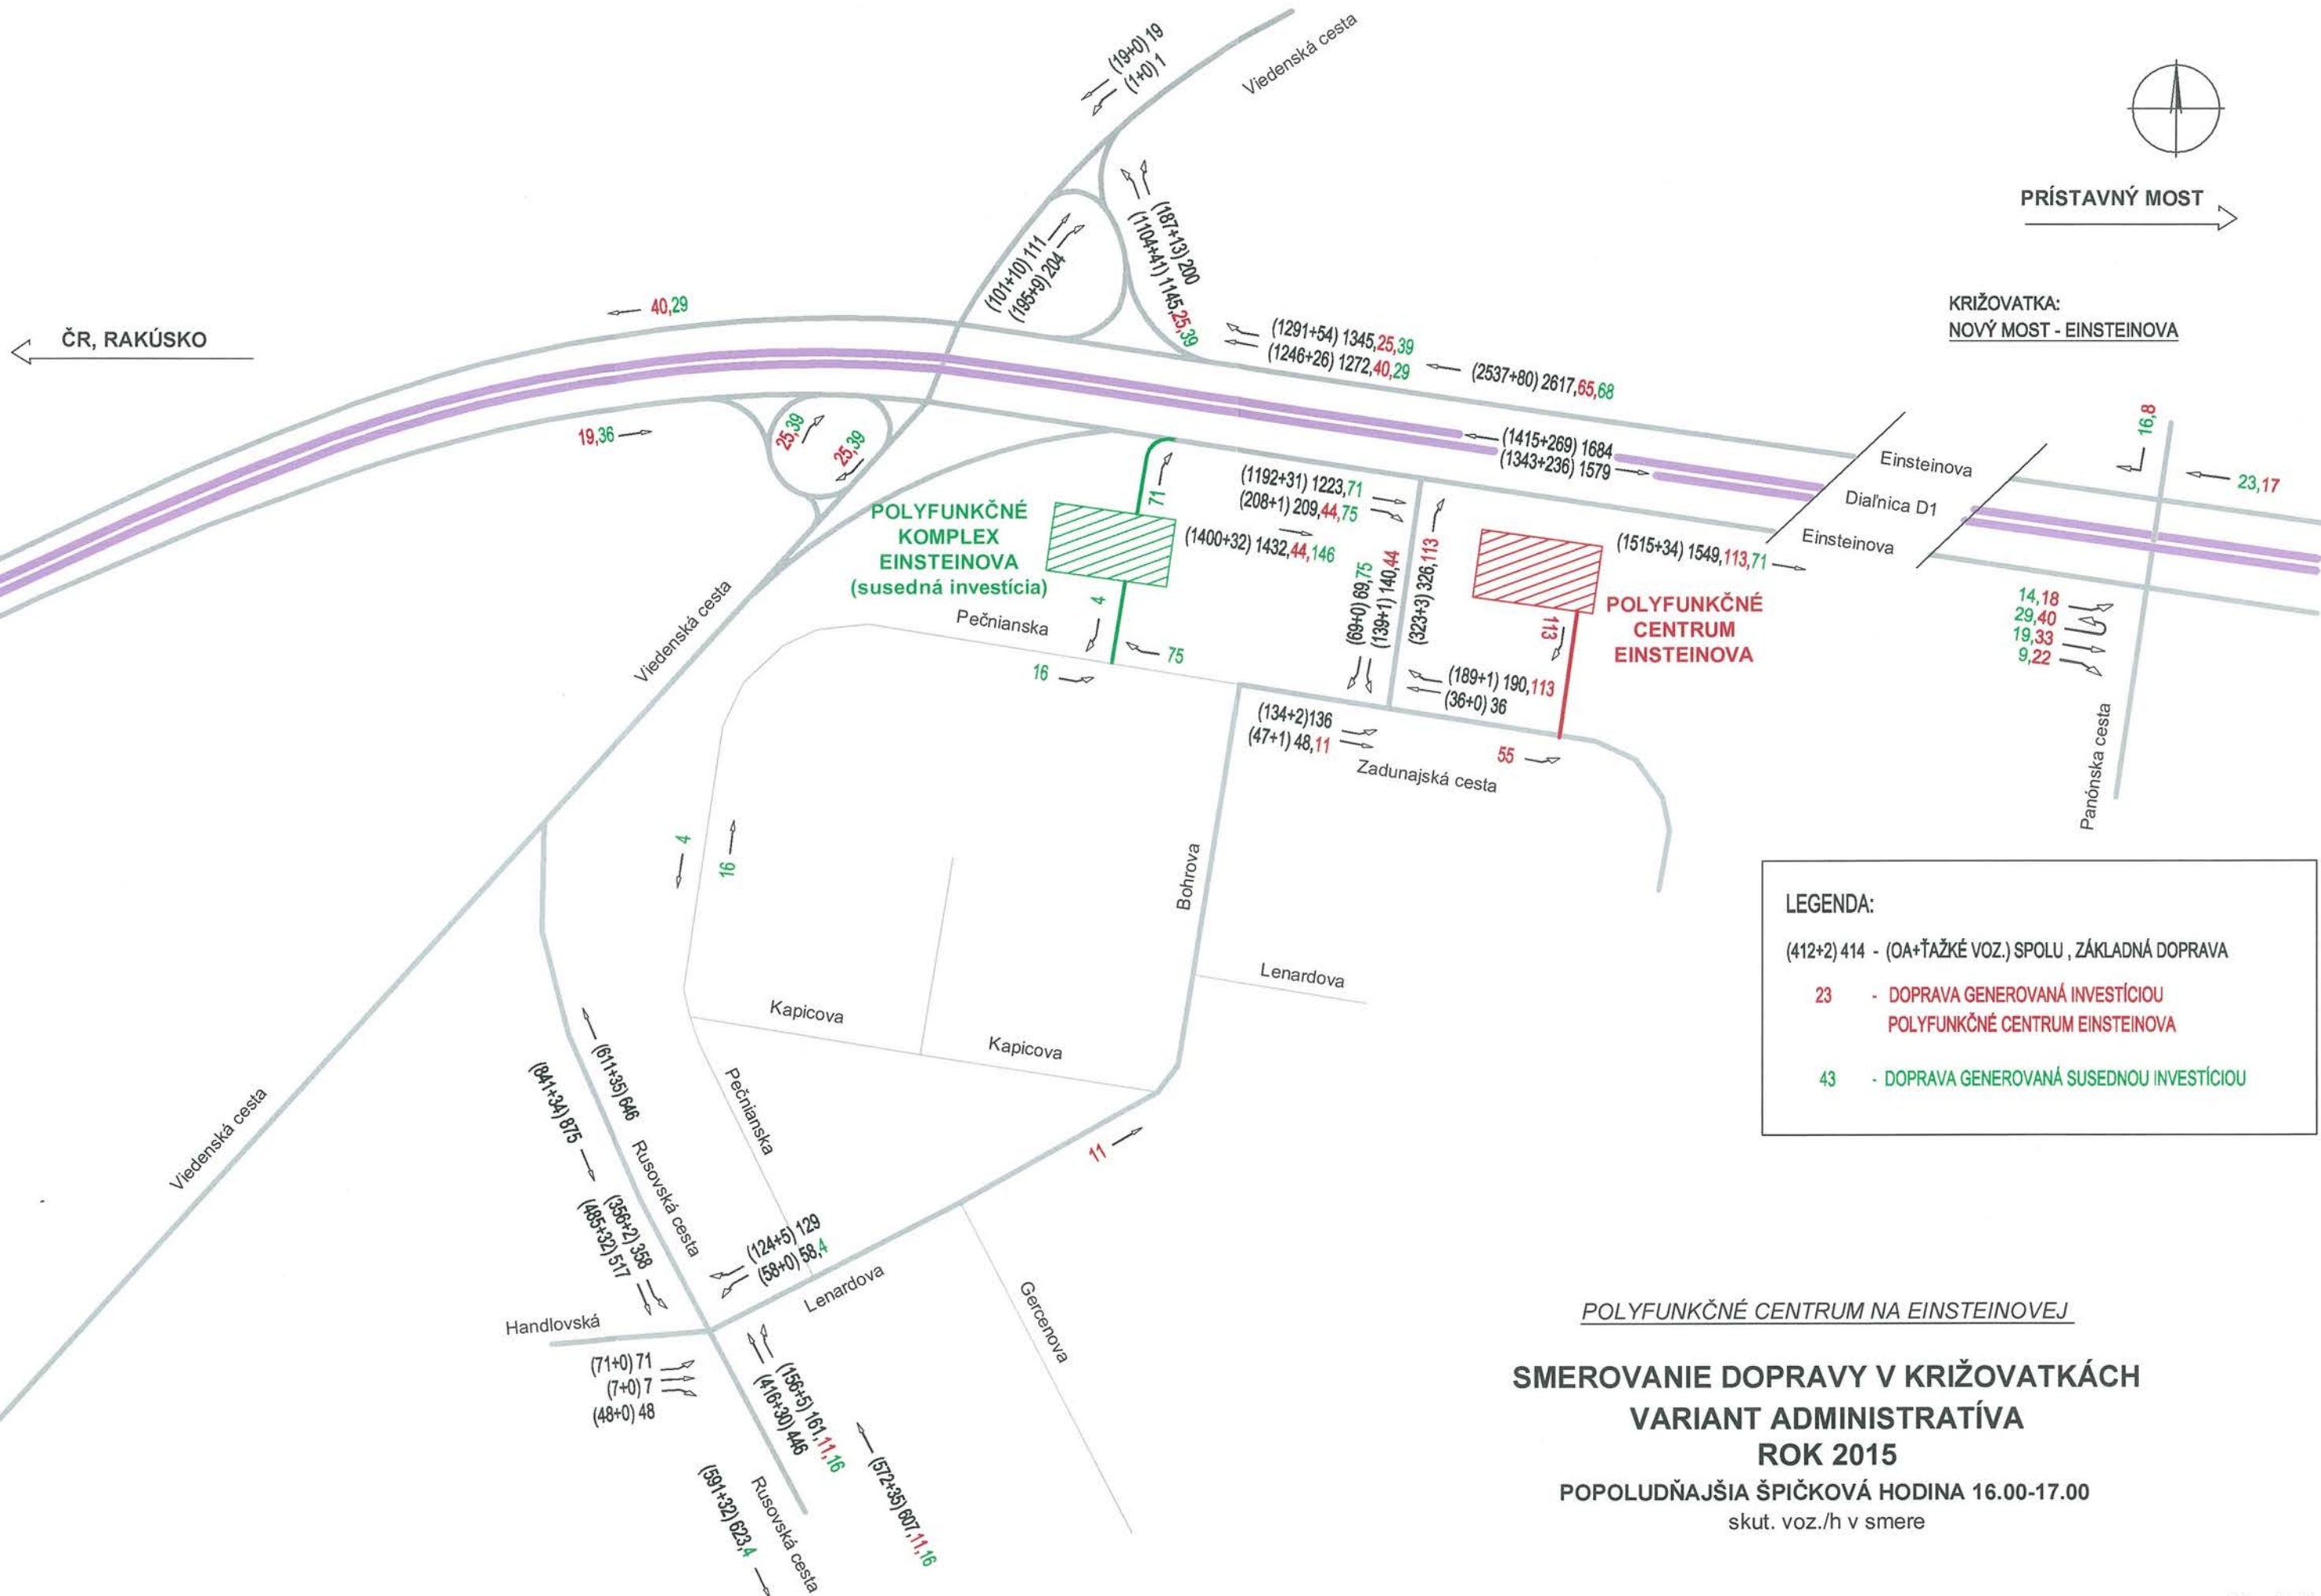 (19+0) 19
(1+0) 1
Viedenská cesta
PRÍSTAVNÝ MOST
KRIŽOVATKA:
NOVÝ MOST - EINSTEINOVA
ČR, RAKÚSKO
40,29
(101+10) 111
(195+9) 204
(187+13) 200
(1104+41) 1145,25,39
(1291+54) 1345,25,39
(1246+26) 1272,40,29
(2537+80) 2617,65,68
19,36
25,39
25,39
(1415+269) 1684
(1343+236) 1579
Einsteinova
Diaľnica D1
Einsteinova
16,8
23,17
14,18
29,40
19,33
9,22
Panónska cesta
POLYFUNKČNÉ
KOMPLEX
EINSTEINOVA
(susedná investícia)
71
(1192+31) 1223,71
(208+1) 209,44,75
(1400+32) 1432,44,146
(69+0) 69,75
(139+1) 140,44
(323+3) 326,113
(1515+34) 1549,113,71
POLYFUNKČNÉ
CENTRUM
EINSTEINOVA
113
Viedenská cesta
Pečnianska
4
75
16
(189+1) 190,113
(36+0) 36
(134+2)136
(47+1) 48,11
55
Zadunajská cesta
4
16
Bohrova
Lenardova
Kapicova
Kapicova
Pečnianska
11
Viedenská cesta
(611+35) 646
(841+34) 875
Rusovská cesta
(356+2) 358
(485+32) 517
(124+5) 129
(58+0) 58,4
Lenardova
Gercenova
Handlovská
(71+0) 71
(7+0) 7
(48+0) 48
(156+5) 161,11,16
(416+30) 446
(572+35) 607,11,16
(591+32) 623,4
Rusovská cesta
LEGENDA:
(412+2) 414 - (OA+ŤAŽKÉ VOZ.) SPOLU , ZÁKLADNÁ DOPRAVA
23 - DOPRAVA GENEROVANÁ INVESTÍCIOU
POLYFUNKČNÉ CENTRUM EINSTEINOVA
43 - DOPRAVA GENEROVANÁ SUSEDNOU INVESTÍCIOU
POLYFUNKČNÉ CENTRUM NA EINSTEINOVEJ
SMEROVANIE DOPRAVY V KRIŽOVATKÁCH
VARIANT ADMINISTRATÍVA
ROK 2015
POPOLUDŇAJŠIA ŠPIČKOVÁ HODINA 16.00-17.00
skut. voz./h v smere